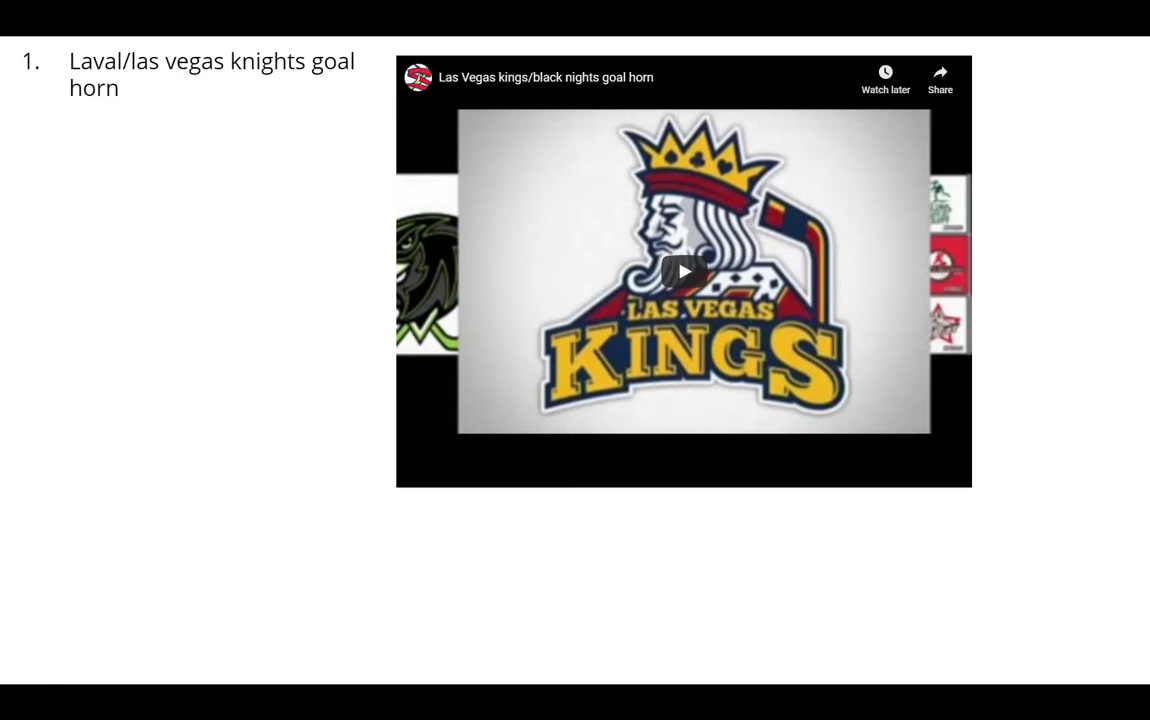 1. Laval/las vegas knights goal
horn
Las Vegas kings/black nights goal horn
Watch later
Share
LAS VEGAS
KINGS